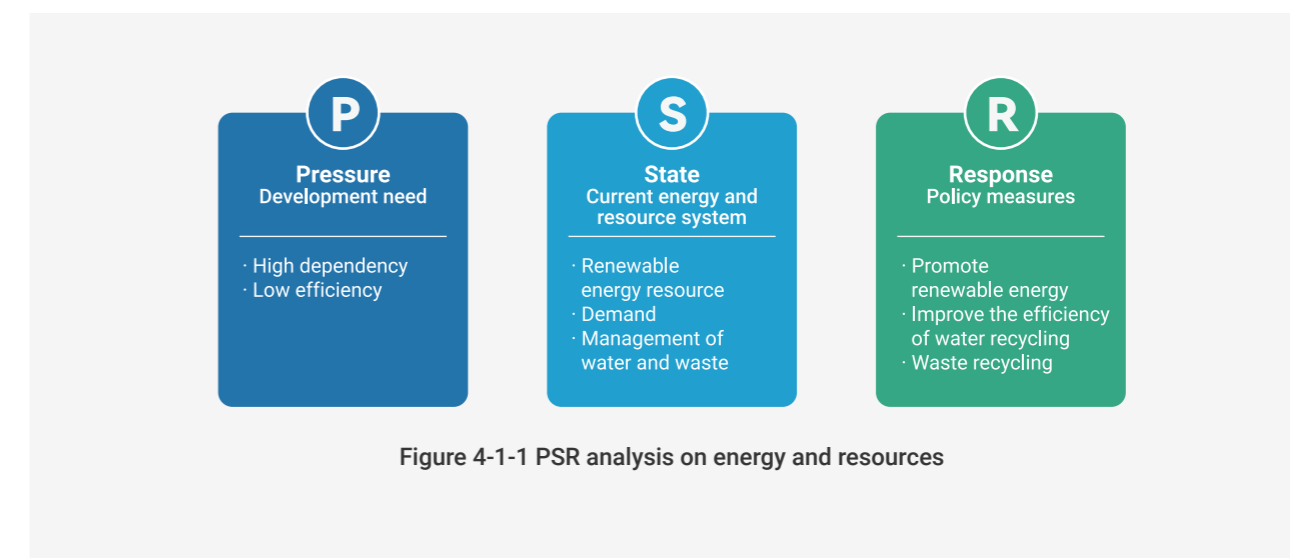 P
Pressure
Development need
· High dependency
· Low efficiency
S
State
Current energy and
resource system
· Renewable
energy resource
· Demand
· Management of
water and waste
R
Response
Policy measures
· Promote
renewable energy
· Improve the efficiency
of water recycling
· Waste recycling
Figure 4-1-1 PSR analysis on energy and resources